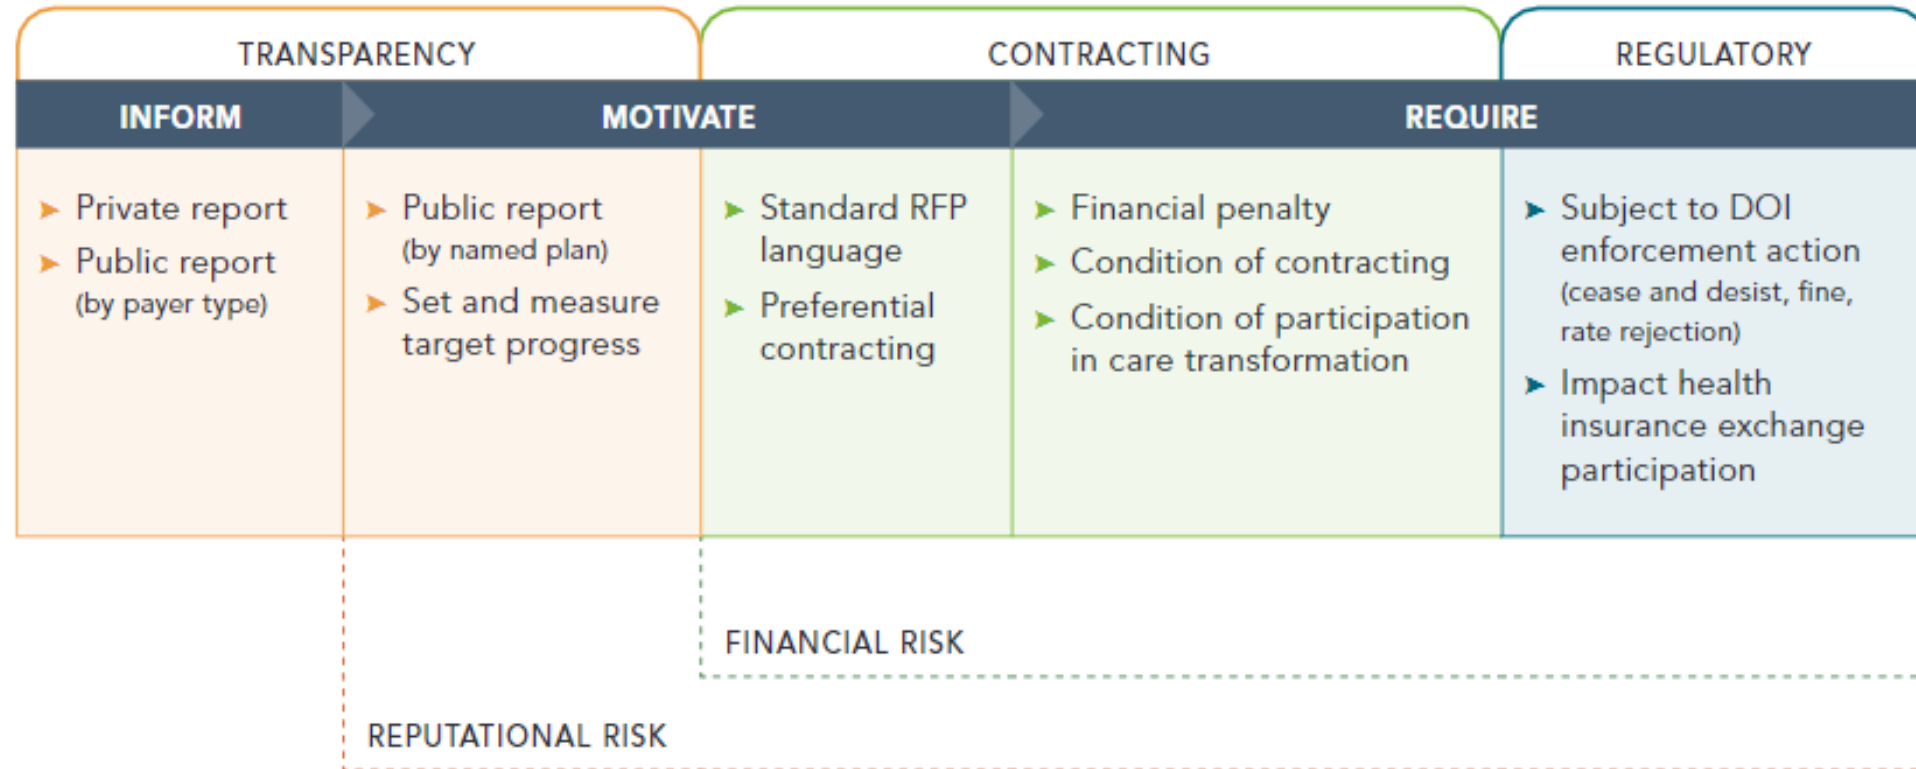 TRANSPARENCY
CONTRACTING
REGULATORY
INFORM
MOTIVATE
REQUIRE
Private report
Public report
(by payer type)
Public report
(by named plan)
Set and measure
target progress
Standard RFP
language
Preferential
contracting
Financial penalty
Condition of contracting
Condition of participation
in care transformation
Subject to DOI
enforcement action
(cease and desist, fine,
rate rejection)
Impact health
insurance exchange
participation
FINANCIAL RISK
REPUTATIONAL RISK